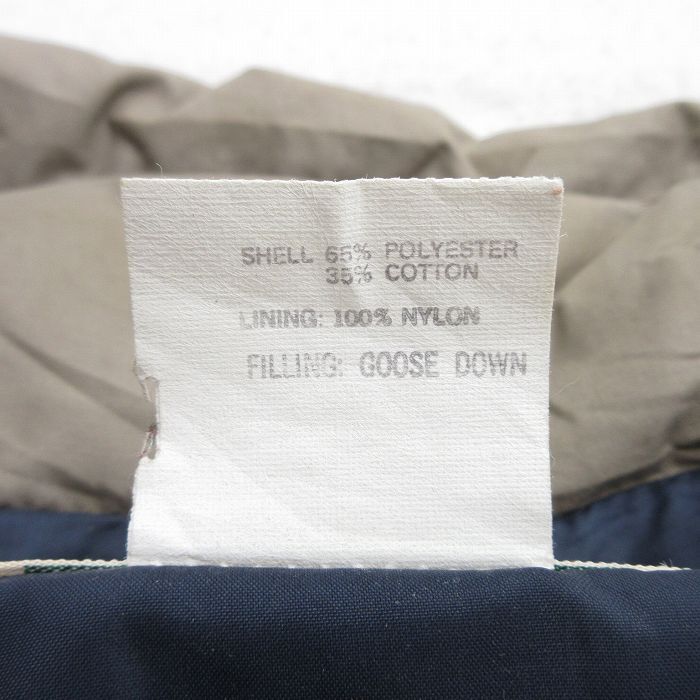 SHELL 65% POLYESTER
35% COTTON
LINING: 100% NYLON
FILLING: GOOSE DOWN